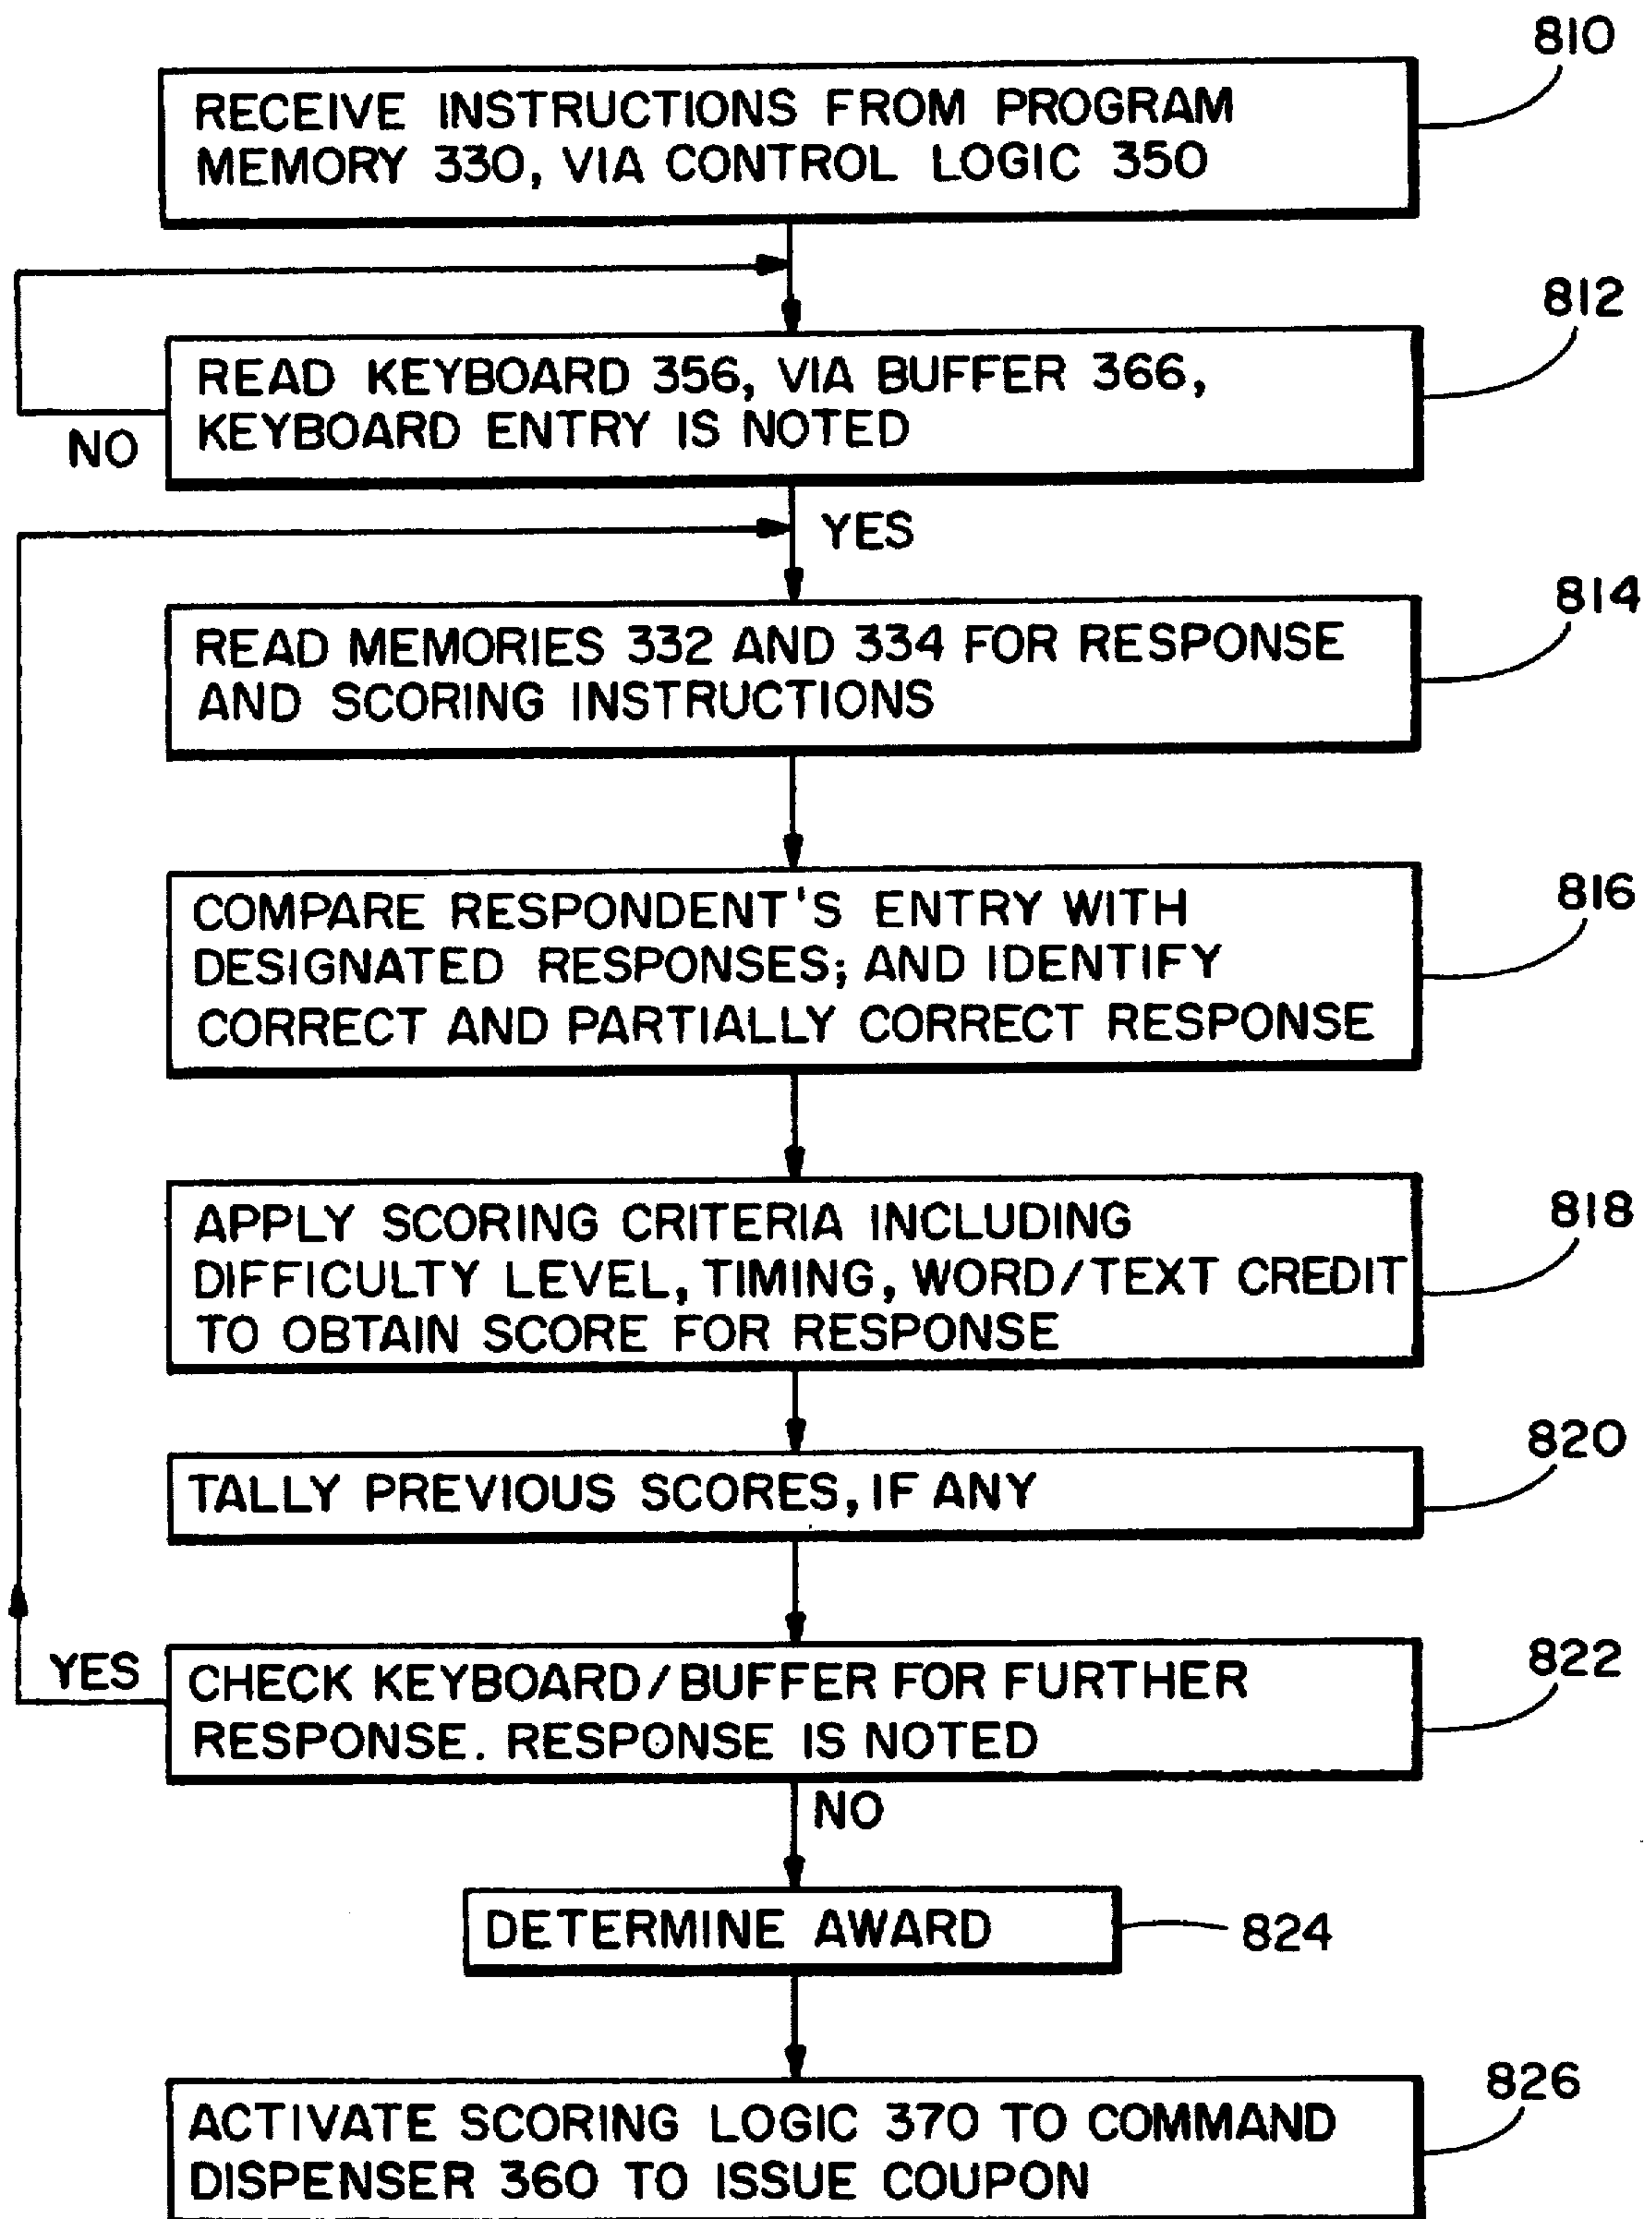 810
RECEIVE INSTRUCTIONS FROM PROGRAM
MEMORY 330, VIA CONTROL LOGIC 350
812
READ KEYBOARD 356, VIA BUFFER 366,
KEYBOARD ENTRY IS NOTED
NO
YES
814
READ MEMORIES 332 AND 334 FOR RESPONSE
AND SCORING INSTRUCTIONS
816
COMPARE RESPONDENT'S ENTRY WITH
DESIGNATED RESPONSES; AND IDENTIFY
CORRECT AND PARTIALLY CORRECT RESPONSE
818
APPLY SCORING CRITERIA INCLUDING
DIFFICULTY LEVEL, TIMING, WORD/TEXT CREDIT
TO OBTAIN SCORE FOR RESPONSE
820
TALLY PREVIOUS SCORES, IF ANY
822
YES
CHECK KEYBOARD/BUFFER FOR FURTHER
RESPONSE. RESPONSE IS NOTED
NO
DETERMINE AWARD
824
826
ACTIVATE SCORING LOGIC 370 TO COMMAND
DISPENSER 360 TO ISSUE COUPON